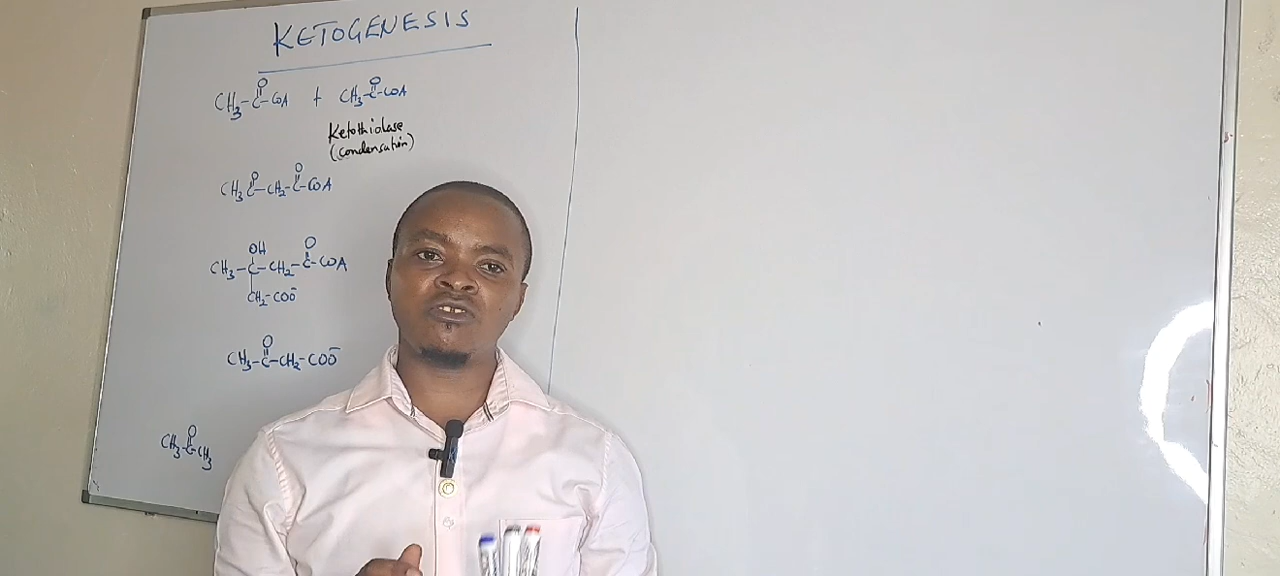 KETOGENESIS
O O
CH₃-C-COA + CH₃-C-COA
Ketothiolase
(condensation)
O O
CH₃C-CH₂-C-COA
OH O
CH₃-C-CH₂-C-COA
CH₂-COO⁻
O
CH₃-C-CH₂-COO⁻
O
CH₃-C-CH₃